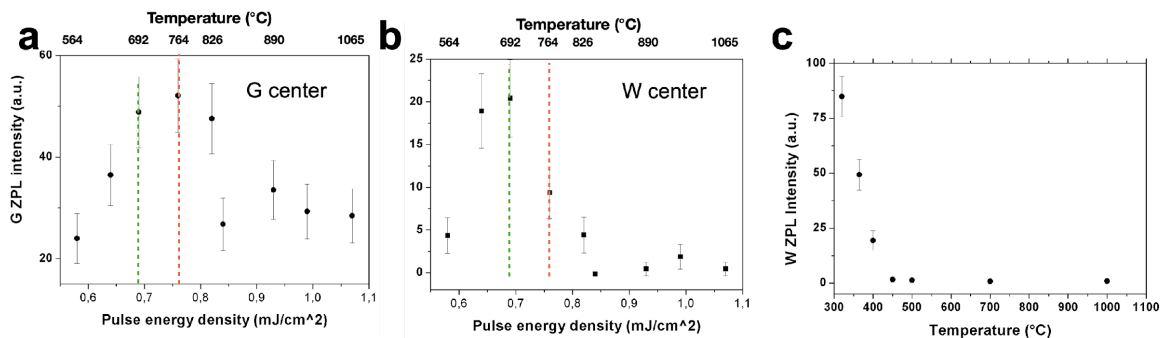 a
Temperature (°C)
564 692 764 826 890 1065
G center
G ZPL intensity (a.u.)
60
40
20
0,6 0,7 0,8 0,9 1,0 1,1
Pulse energy density (mJ/cm^2)
b
Temperature (°C)
564 692 764 826 890 1065
W center
25
20
15
10
5
0
0,6 0,7 0,8 0,9 1,0 1,1
Pulse energy density (mJ/cm^2)
c
W ZPL Intensity (a.u.)
100
75
50
25
0
300 400 500 600 700 800 900 1000 1100
Temperature (°C)